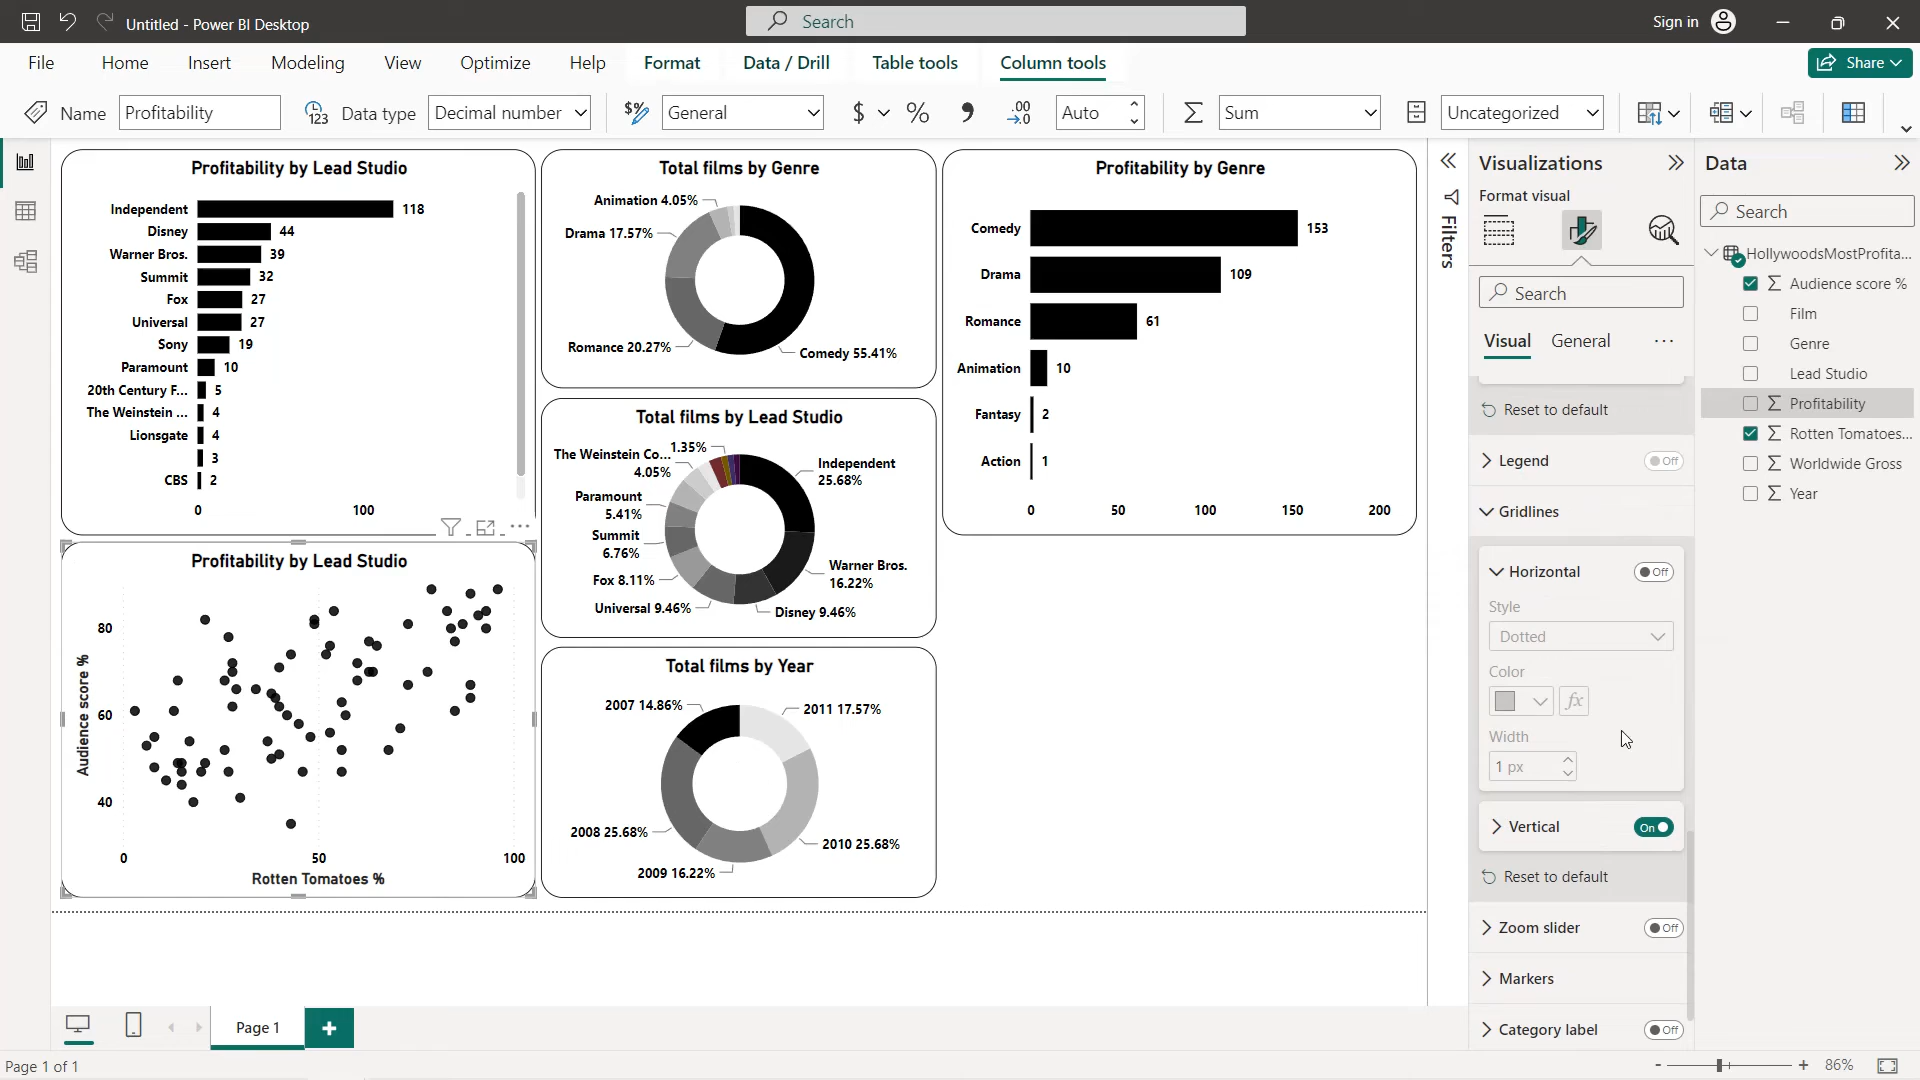 Untitled - Power BI Desktop
Search
Sign in
File
Home
Insert
Modeling
View
Optimize
Help
Format
Data / Drill
Table tools
Column tools
Share
Name
Profitability
Data type
Decimal number
General
$
%
.00
Auto
Sum
Uncategorized
Profitability by Lead Studio
Independent 118
Disney 44
Warner Bros. 39
Summit 32
Fox 27
Universal 27
Sony 19
Paramount 10
20th Century F... 5
The Weinstein ... 4
Lionsgate 4
3
CBS 2
0 100
Total films by Genre
Animation 4.05%
Drama 17.57%
Romance 20.27%
Comedy 55.41%
Profitability by Genre
Comedy 153
Drama 109
Romance 61
Animation 10
Fantasy 2
Action 1
0 50 100 150 200
Total films by Lead Studio
The Weinstein Co...
4.05%
1.35%
Independent
25.68%
Paramount
5.41%
Summit
6.76%
Fox 8.11%
Universal 9.46%
Disney 9.46%
Warner Bros.
16.22%
Profitability by Lead Studio
Audience score %
80
60
40
0 50 100
Rotten Tomatoes %
Total films by Year
2007 14.86%
2011 17.57%
2008 25.68%
2010 25.68%
2009 16.22%
Filters
Visualizations
Format visual
Search
Visual
General
Reset to default
Legend
Off
Gridlines
Horizontal
Off
Style
Dotted
Color
fx
Width
1 px
Vertical
On
Reset to default
Zoom slider
Off
Markers
Category label
Off
Data
Search
HollywoodsMostProfita...
Audience score %
Film
Genre
Lead Studio
Profitability
Rotten Tomatoes...
Worldwide Gross
Year
Page 1
Page 1 of 1
- + 86%